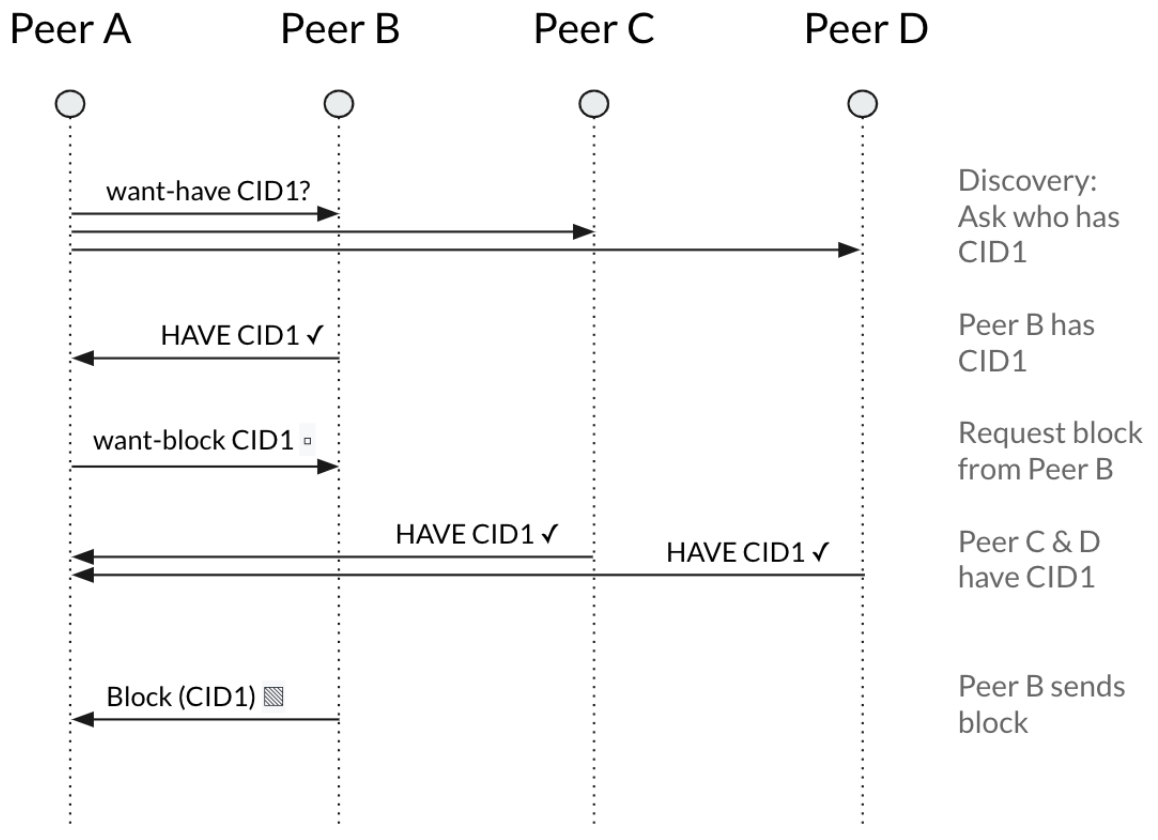 Peer A
Peer B
Peer C
Peer D
want-have CID1?
Discovery:
Ask who has
CID1
HAVE CID1 ✓
Peer B has
CID1
want-block CID1
Request block
from Peer B
HAVE CID1 ✓
HAVE CID1 ✓
Peer C & D
have CID1
Block (CID1) ▧
Peer B sends
block